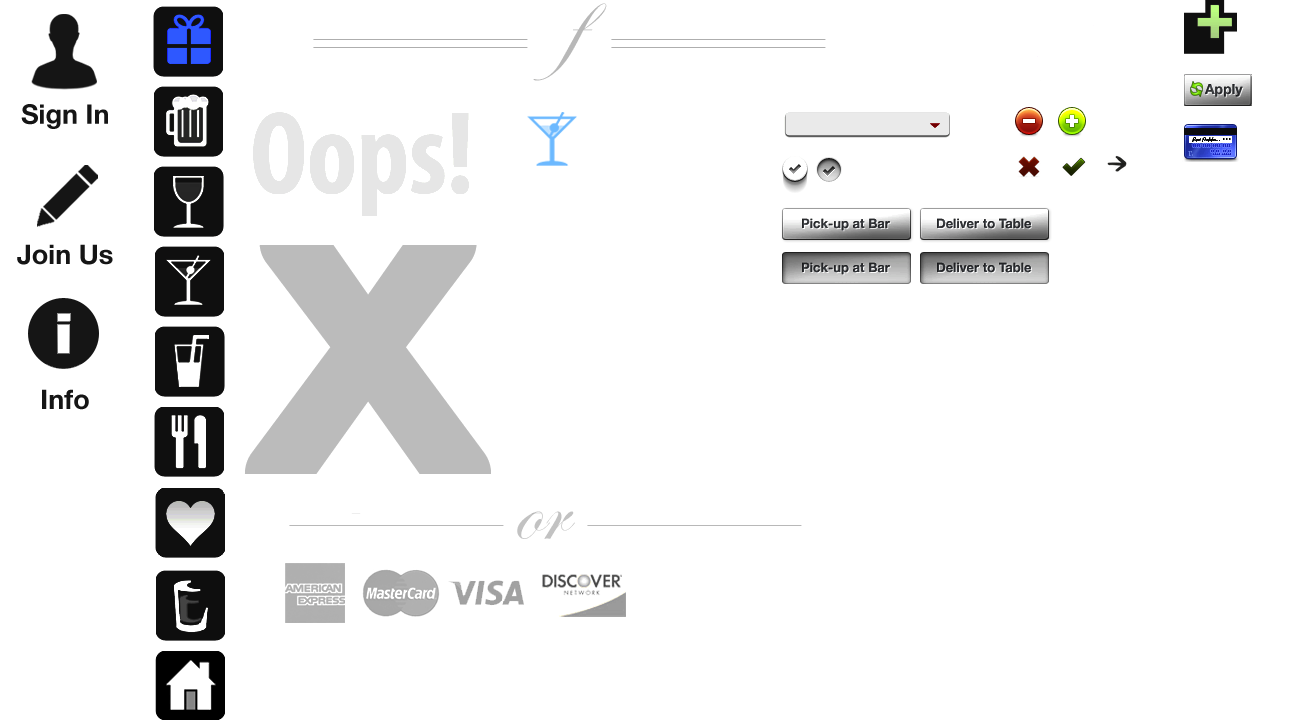 Sign In
Join Us
Info
f
Oops!
X
or
AMERICAN
EXPRESS
MasterCard
VISA
DISCOVER
NETWORK
Pick-up at Bar
Deliver to Table
Pick-up at Bar
Deliver to Table
Apply